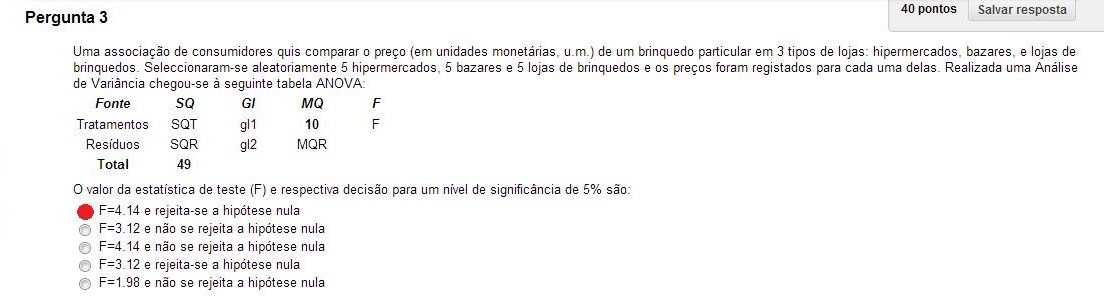 40 pontos Salvar resposta
Pergunta 3
Uma associação de consumidores quis comparar o preço (em unidades monetárias, u.m.) de um brinquedo particular em 3 tipos de lojas: hipermercados, bazares, e lojas de
brinquedos. Seleccionaram-se aleatoriamente 5 hipermercados, 5 bazares e 5 lojas de brinquedos e os preços foram registados para cada uma delas. Realizada uma Análise
de Variância chegou-se à seguinte tabela ANOVA:
Fonte SQ Gl MQ F
Tratamentos SQT gl1 10 F
Resíduos SQR gl2 MQR
Total 49
O valor da estatística de teste (F) e respectiva decisão para um nível de significância de 5% são:
F=4.14 e rejeita-se a hipótese nula
F=3.12 e não se rejeita a hipótese nula
F=4.14 e não se rejeita a hipótese nula
F=3.12 e rejeita-se a hipótese nula
F=1.98 e não se rejeita a hipótese nula